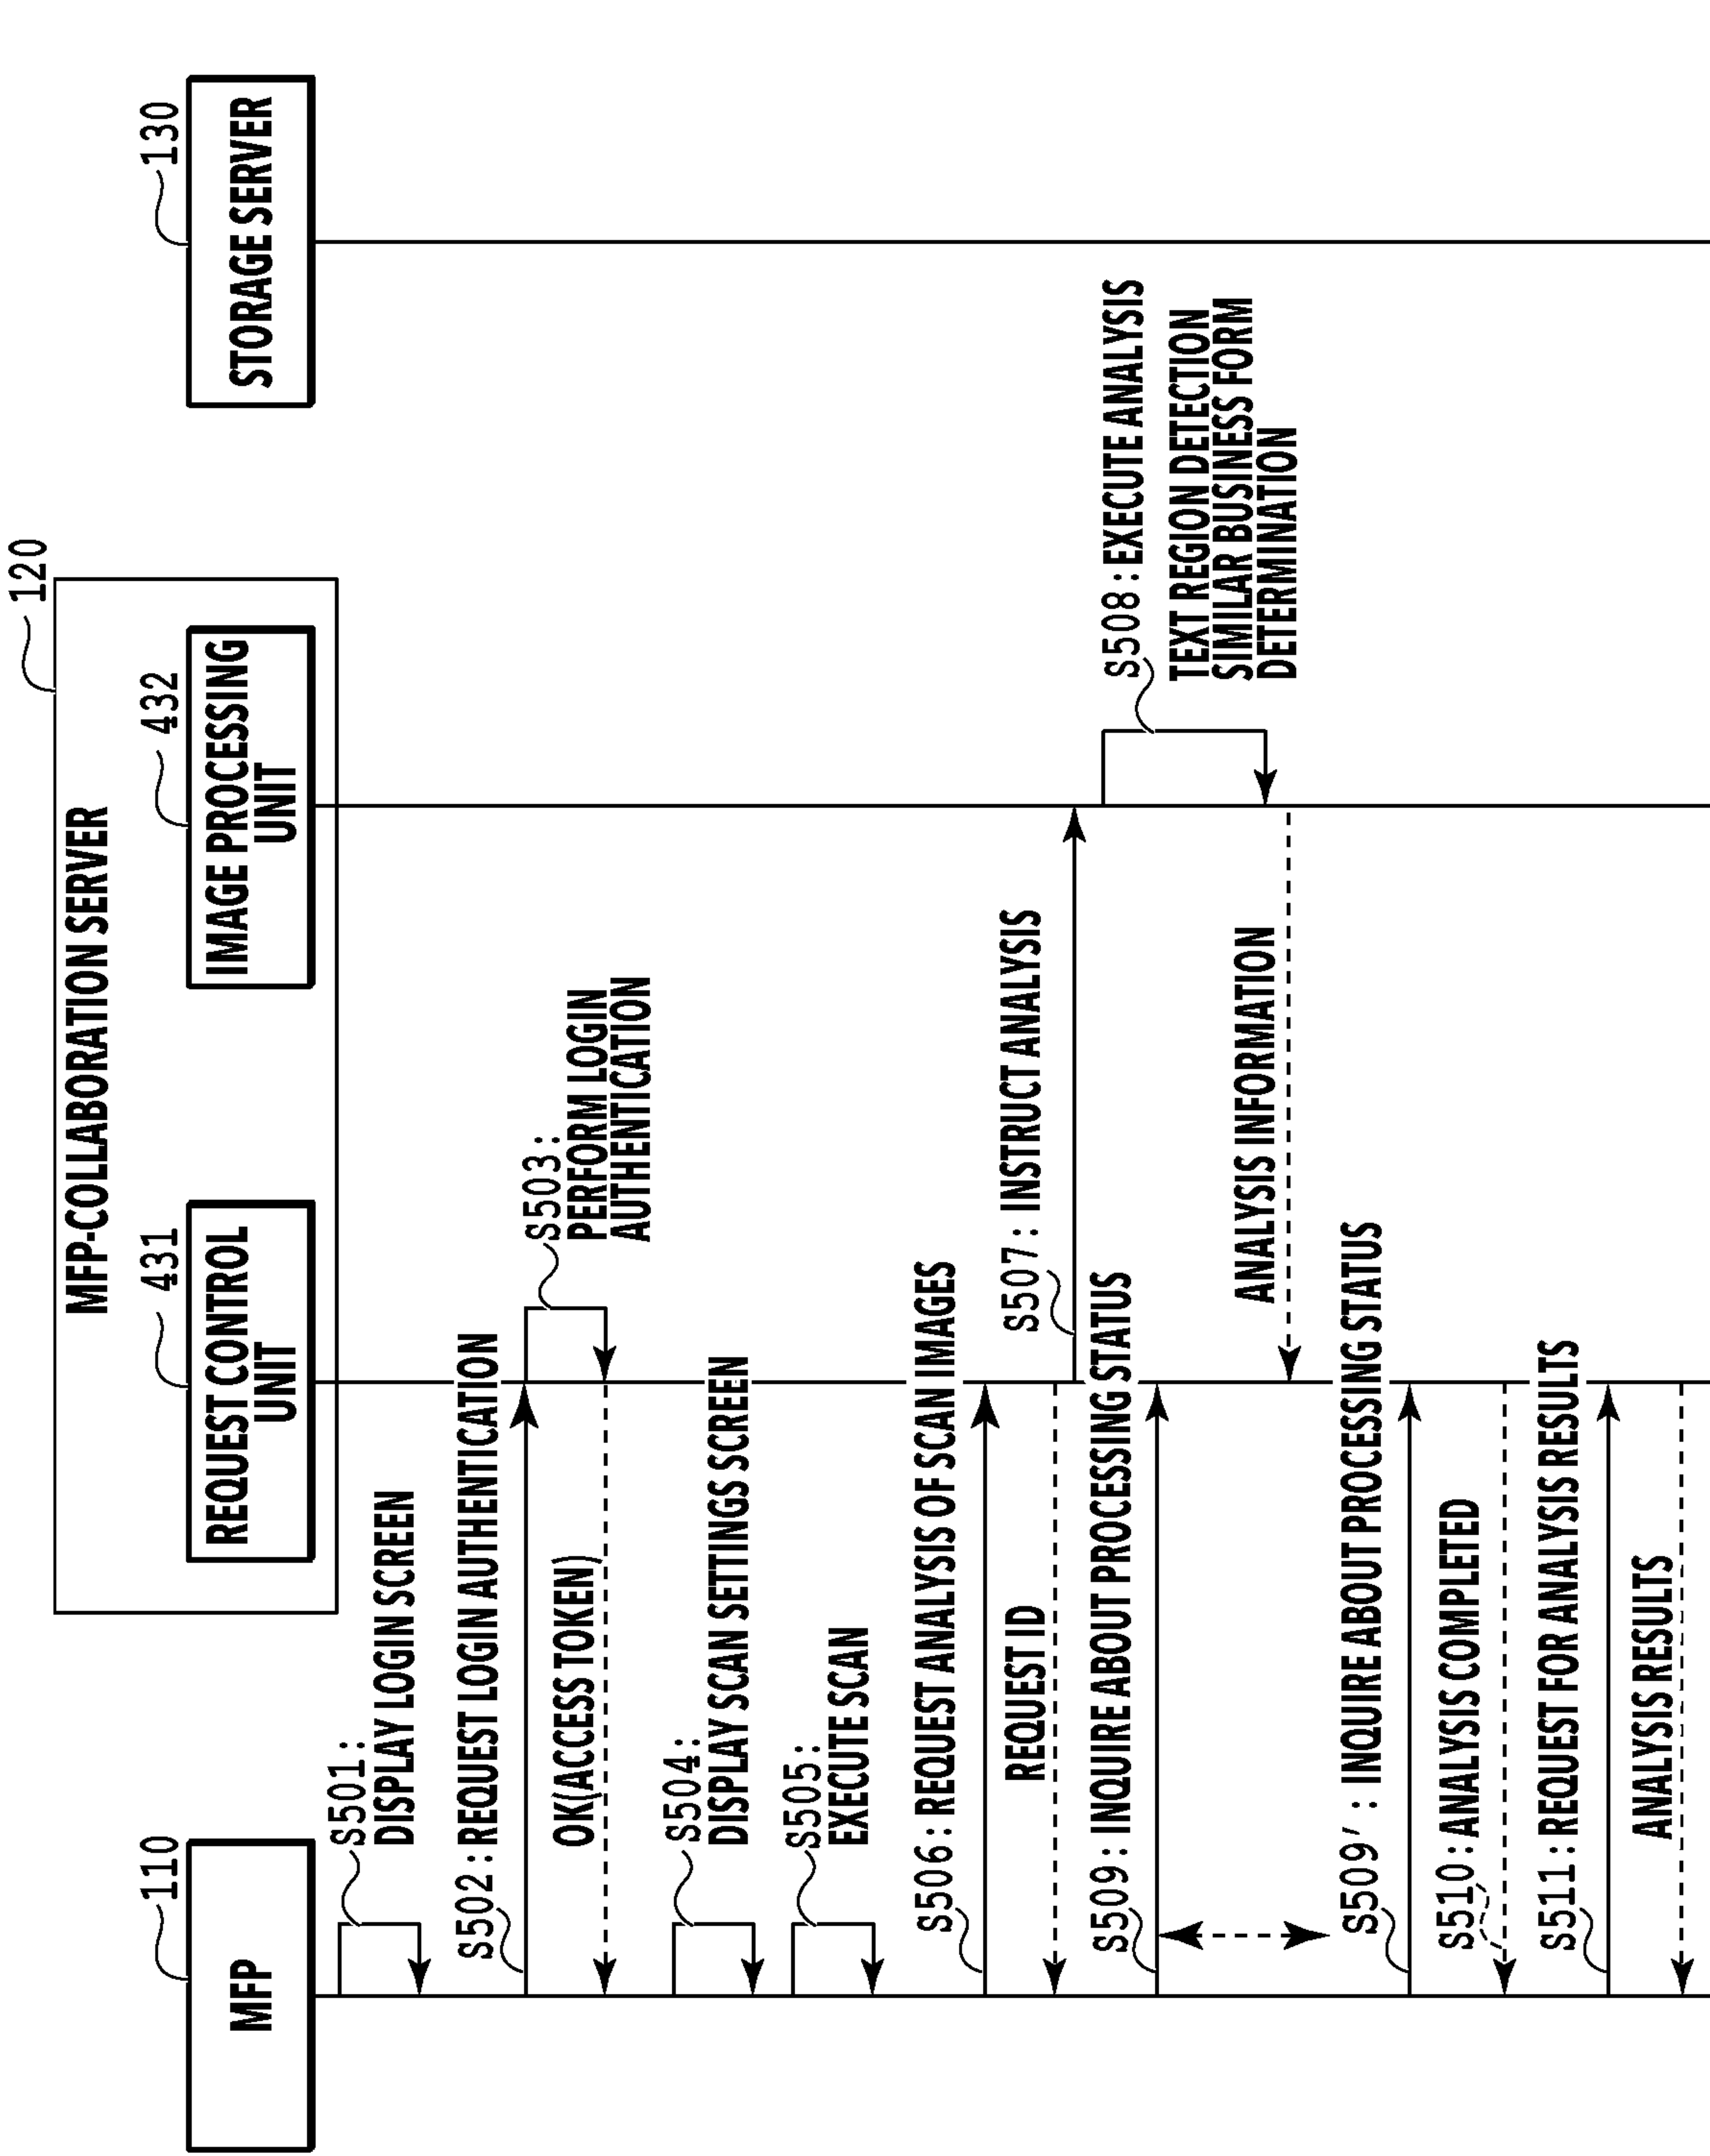 110
MFP
120
MFP-COLLABORATION SERVER
431
REQUEST CONTROL
UNIT
432
IMAGE PROCESSING
UNIT
130
STORAGE SERVER
S501:
DISPLAY LOGIN SCREEN
S502: REQUEST LOGIN AUTHENTICATION
S503:
PERFORM LOGIN
AUTHENTICATION
OK(ACCESS TOKEN)
S504:
DISPLAY SCAN SETTINGS SCREEN
S505:
EXECUTE SCAN
S506: REQUEST ANALYSIS OF SCAN IMAGES
REQUEST ID
S507: INSTRUCT ANALYSIS
S509: INQUIRE ABOUT PROCESSING STATUS
S508: EXECUTE ANALYSIS
TEXT REGION DETECTION
SIMILAR BUSINESS FORM
DETERMINATION
ANALYSIS INFORMATION
S509': INQUIRE ABOUT PROCESSING STATUS
S510: ANALYSIS COMPLETED
S511: REQUEST FOR ANALYSIS RESULTS
ANALYSIS RESULTS